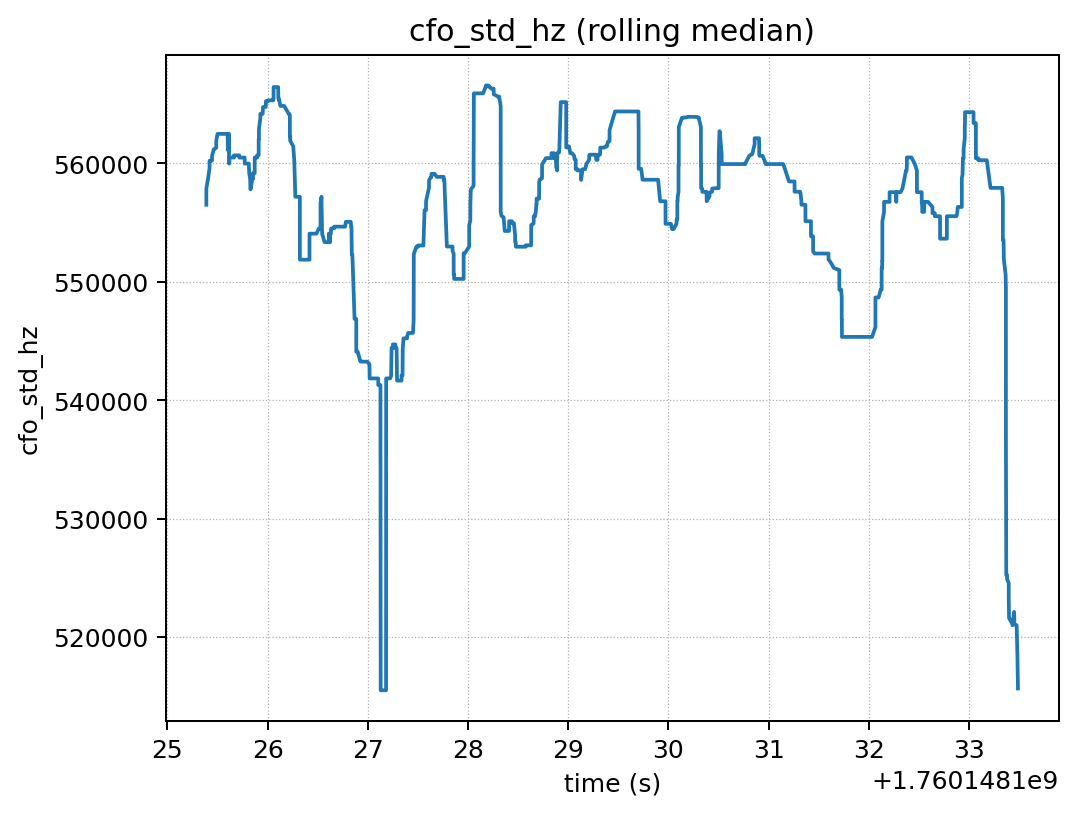 cfo_std_hz (rolling median)
560000
550000
540000
530000
520000
cfo_std_hz
25 26 27 28 29 30 31 32 33
time (s)
+1.7601481e9